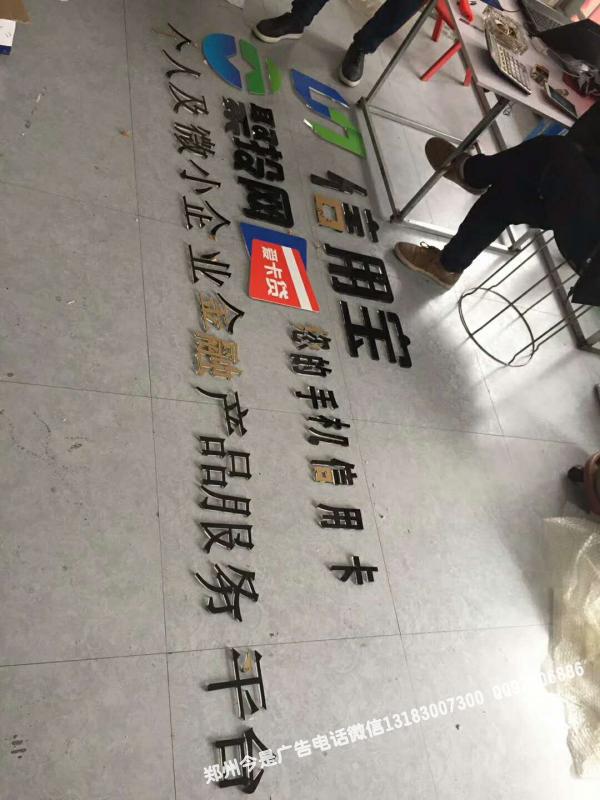 信用宝
网
卡贷
您的手机信用卡
个人及微小企业金融产品服务 平台
郑州今是广告电话微信13183007300